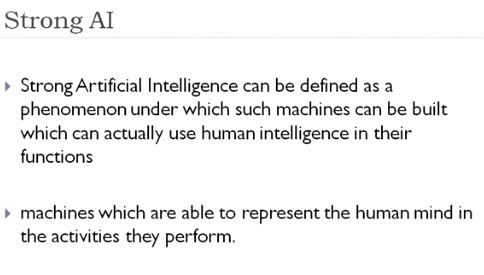 Strong AI
Strong Artificial Intelligence can be defined as a
phenomenon under which such machines can be built
which can actually use human intelligence in their
functions
machines which are able to represent the human mind in
the activities they perform.